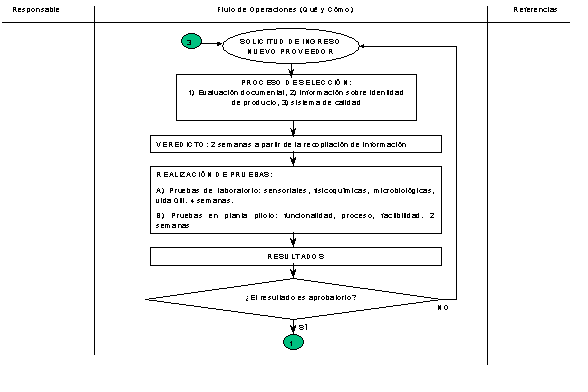 Responsable
Flujo de Operaciones (Qué y Cómo)
Referencias
3
SOLICITUD DE INGRESO
NUEVO PROVEEDOR
PROCESO DE SELECCIÓN:
1) Evaluación documental, 2) Información sobre identidad
de producto, 3) sistema de calidad
VEREDICTO: 2 semanas a partir de la recopilación de información
REALIZACIÓN DE PRUEBAS:
A) Pruebas de laboratorio: sensoriales, fisicoquímicas, microbiológicas,
vida útil. 4 semanas.
B) Pruebas en planta piloto: funcionalidad, proceso, factibilidad. 2
semanas
RESULTADOS
¿El resultado es aprobatorio?
NO
SÍ
1